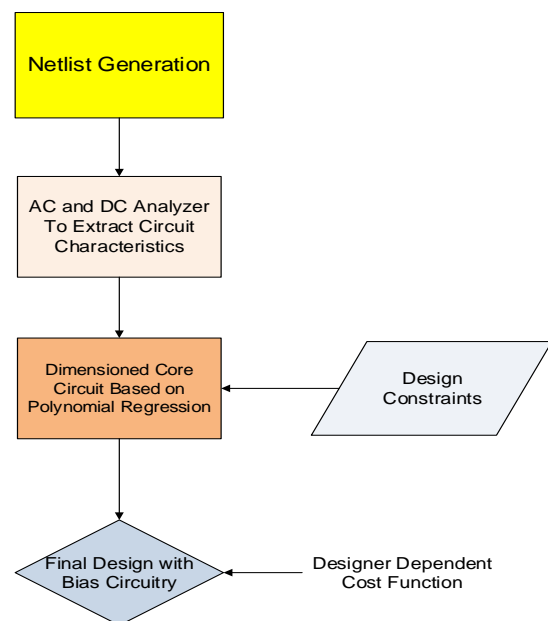 Netlist Generation
AC and DC Analyzer
To Extract Circuit
Characteristics
Dimensioned Core
Circuit Based on
Polynomial Regression
Design
Constraints
Final Design with
Bias Circuitry
Designer Dependent
Cost Function